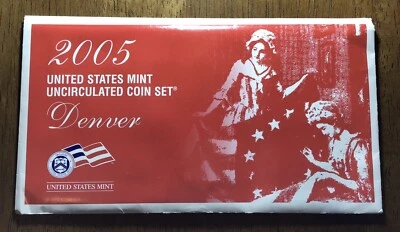 2005
UNITED STATES MINT
UNCIRCULATED COIN SET®
Denver
UNITED STATES MINT